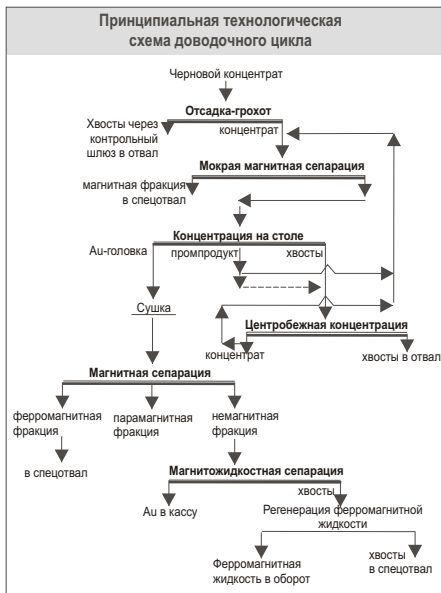 Принципиальная технологическая
схема доводочного цикла
Черновой концентрат
Отсадка-грохот
Хвосты через
контрольный
шлюз в отвал
концентрат
Мокрая магнитная сепарация
магнитная фракция
в спецотвал
Концентрация на столе
Au-головка
промпродукт
хвосты
Сушка
Центробежная концентрация
концентрат
хвосты в отвал
Магнитная сепарация
ферромагнитная
фракция
парамагнитная
фракция
немагнитная
фракция
в спецотвал
Магнитожидкостная сепарация
хвосты
Au в кассу
Регенерация ферромагнитной
жидкости
Ферромагнитная
жидкость в оборот
хвосты
в спецотвал